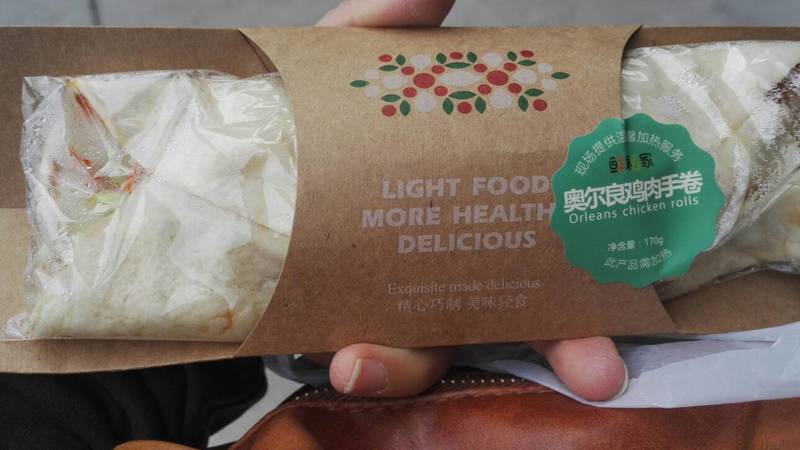 LIGHT FOOD
MORE HEALTH
DELICIOUS
Exquisite made delicious
精心巧制 美味轻食
现场提供温馨加热服务
奥尔良鸡肉手卷
Orleans chicken rolls
净含量：170g
此产品需加热